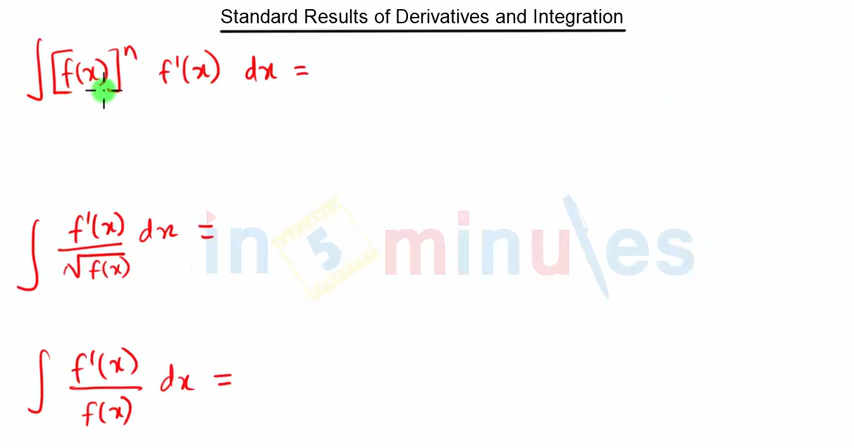 Standard Results of Derivatives and Integration
∫ [f(x)]ⁿ f'(x) dx =
in 5 minutes
∫ f'(x)/√f(x) dx =
∫ f'(x)/f(x) dx =